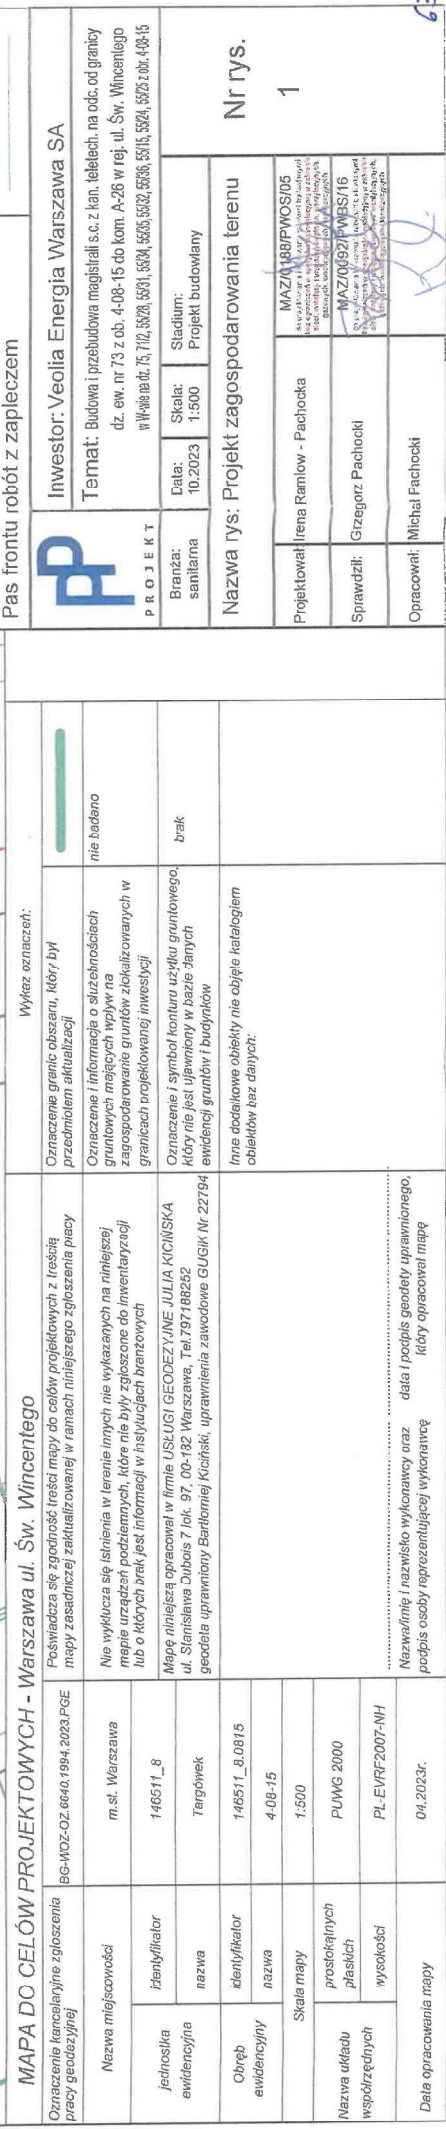 MAPA DO CELÓW PROJEKTOWYCH - Warszawa ul. Św. Wincentego
Oznaczenie kancelaryjne zgłoszenia
pracy geodezyjnej
BG-WOZ-OZ.6640.1994.2023.PGE
Nazwa miejscowości
m.st. Warszawa
jednostka
ewidencyjna
identyfikator
146511_8
nazwa
Targówek
Obręb
ewidencyjny
identyfikator
146511_8.0815
nazwa
4-08-15
Skala mapy
1:500
Nazwa układu
współrzędnych
prostokątnych
płaskich
PUWG 2000
wysokości
PL-EVRF2007-NH
Data opracowania mapy
04.2023r.
Poświadcza się zgodność treści mapy do celów projektowych z treścią
mapy zasadniczej zaktualizowanej w ramach niniejszego zgłoszenia pracy
Nie wyklucza się istnienia w terenie innych nie wykazanych na niniejszej
mapie urządzeń podziemnych, które nie były zgłoszone do inwentaryzacji
lub o których brak jest informacji w instytucjach branżowych
Mapę niniejszą opracował w firmie USŁUGI GEODEZYJNE JULIA KICIŃSKA
ul. Stanisława Dubois 7 lok. 97, 00-182 Warszawa, Tel.797188252
geodeta uprawniony Bartłomiej Kiciński, uprawnienia zawodowe GUGiK Nr 22794
Nazwa/imię i nazwisko wykonawcy oraz
podpis osoby reprezentującej wykonawcę
data i podpis geodety uprawnionego,
który opracował mapę
Wykaz oznaczeń:
Oznaczenie granic obszaru, który był
przedmiotem aktualizacji
Oznaczenie i informacja o służebnościach
gruntowych mających wpływ na
zagospodarowanie gruntów zlokalizowanych w
granicach projektowanej inwestycji
nie badano
Oznaczenie i symbol konturu użytku gruntowego,
który nie jest ujawniony w bazie danych
ewidencji gruntów i budynków
brak
Inne dodatkowe obiekty nie objęte katalogiem
obiektów baz danych:
Pas frontu robót z zapleczem
PP
PROJEKT
Inwestor: Veolia Energia Warszawa SA
Temat: Budowa i przebudowa magistrali s.c. z kan. teletech. na odc. od granicy
dz. ew. nr 73 z ob. 4-08-15 do kom. A-26 w rej. ul. Św. Wincentego
Branża:
sanitarna
Data:
10.2023
Skala:
1:500
Stadium:
Projekt budowlany
Nazwa rys: Projekt zagospodarowania terenu
Nr rys.
1
Projektował:
Irena Ramlow - Pachocka
MAZ/0188/PWOS/05
Sprawdził:
Grzegorz Pachocki
MAZ/0092/PWBS/16
Opracował:
Michał Pachocki